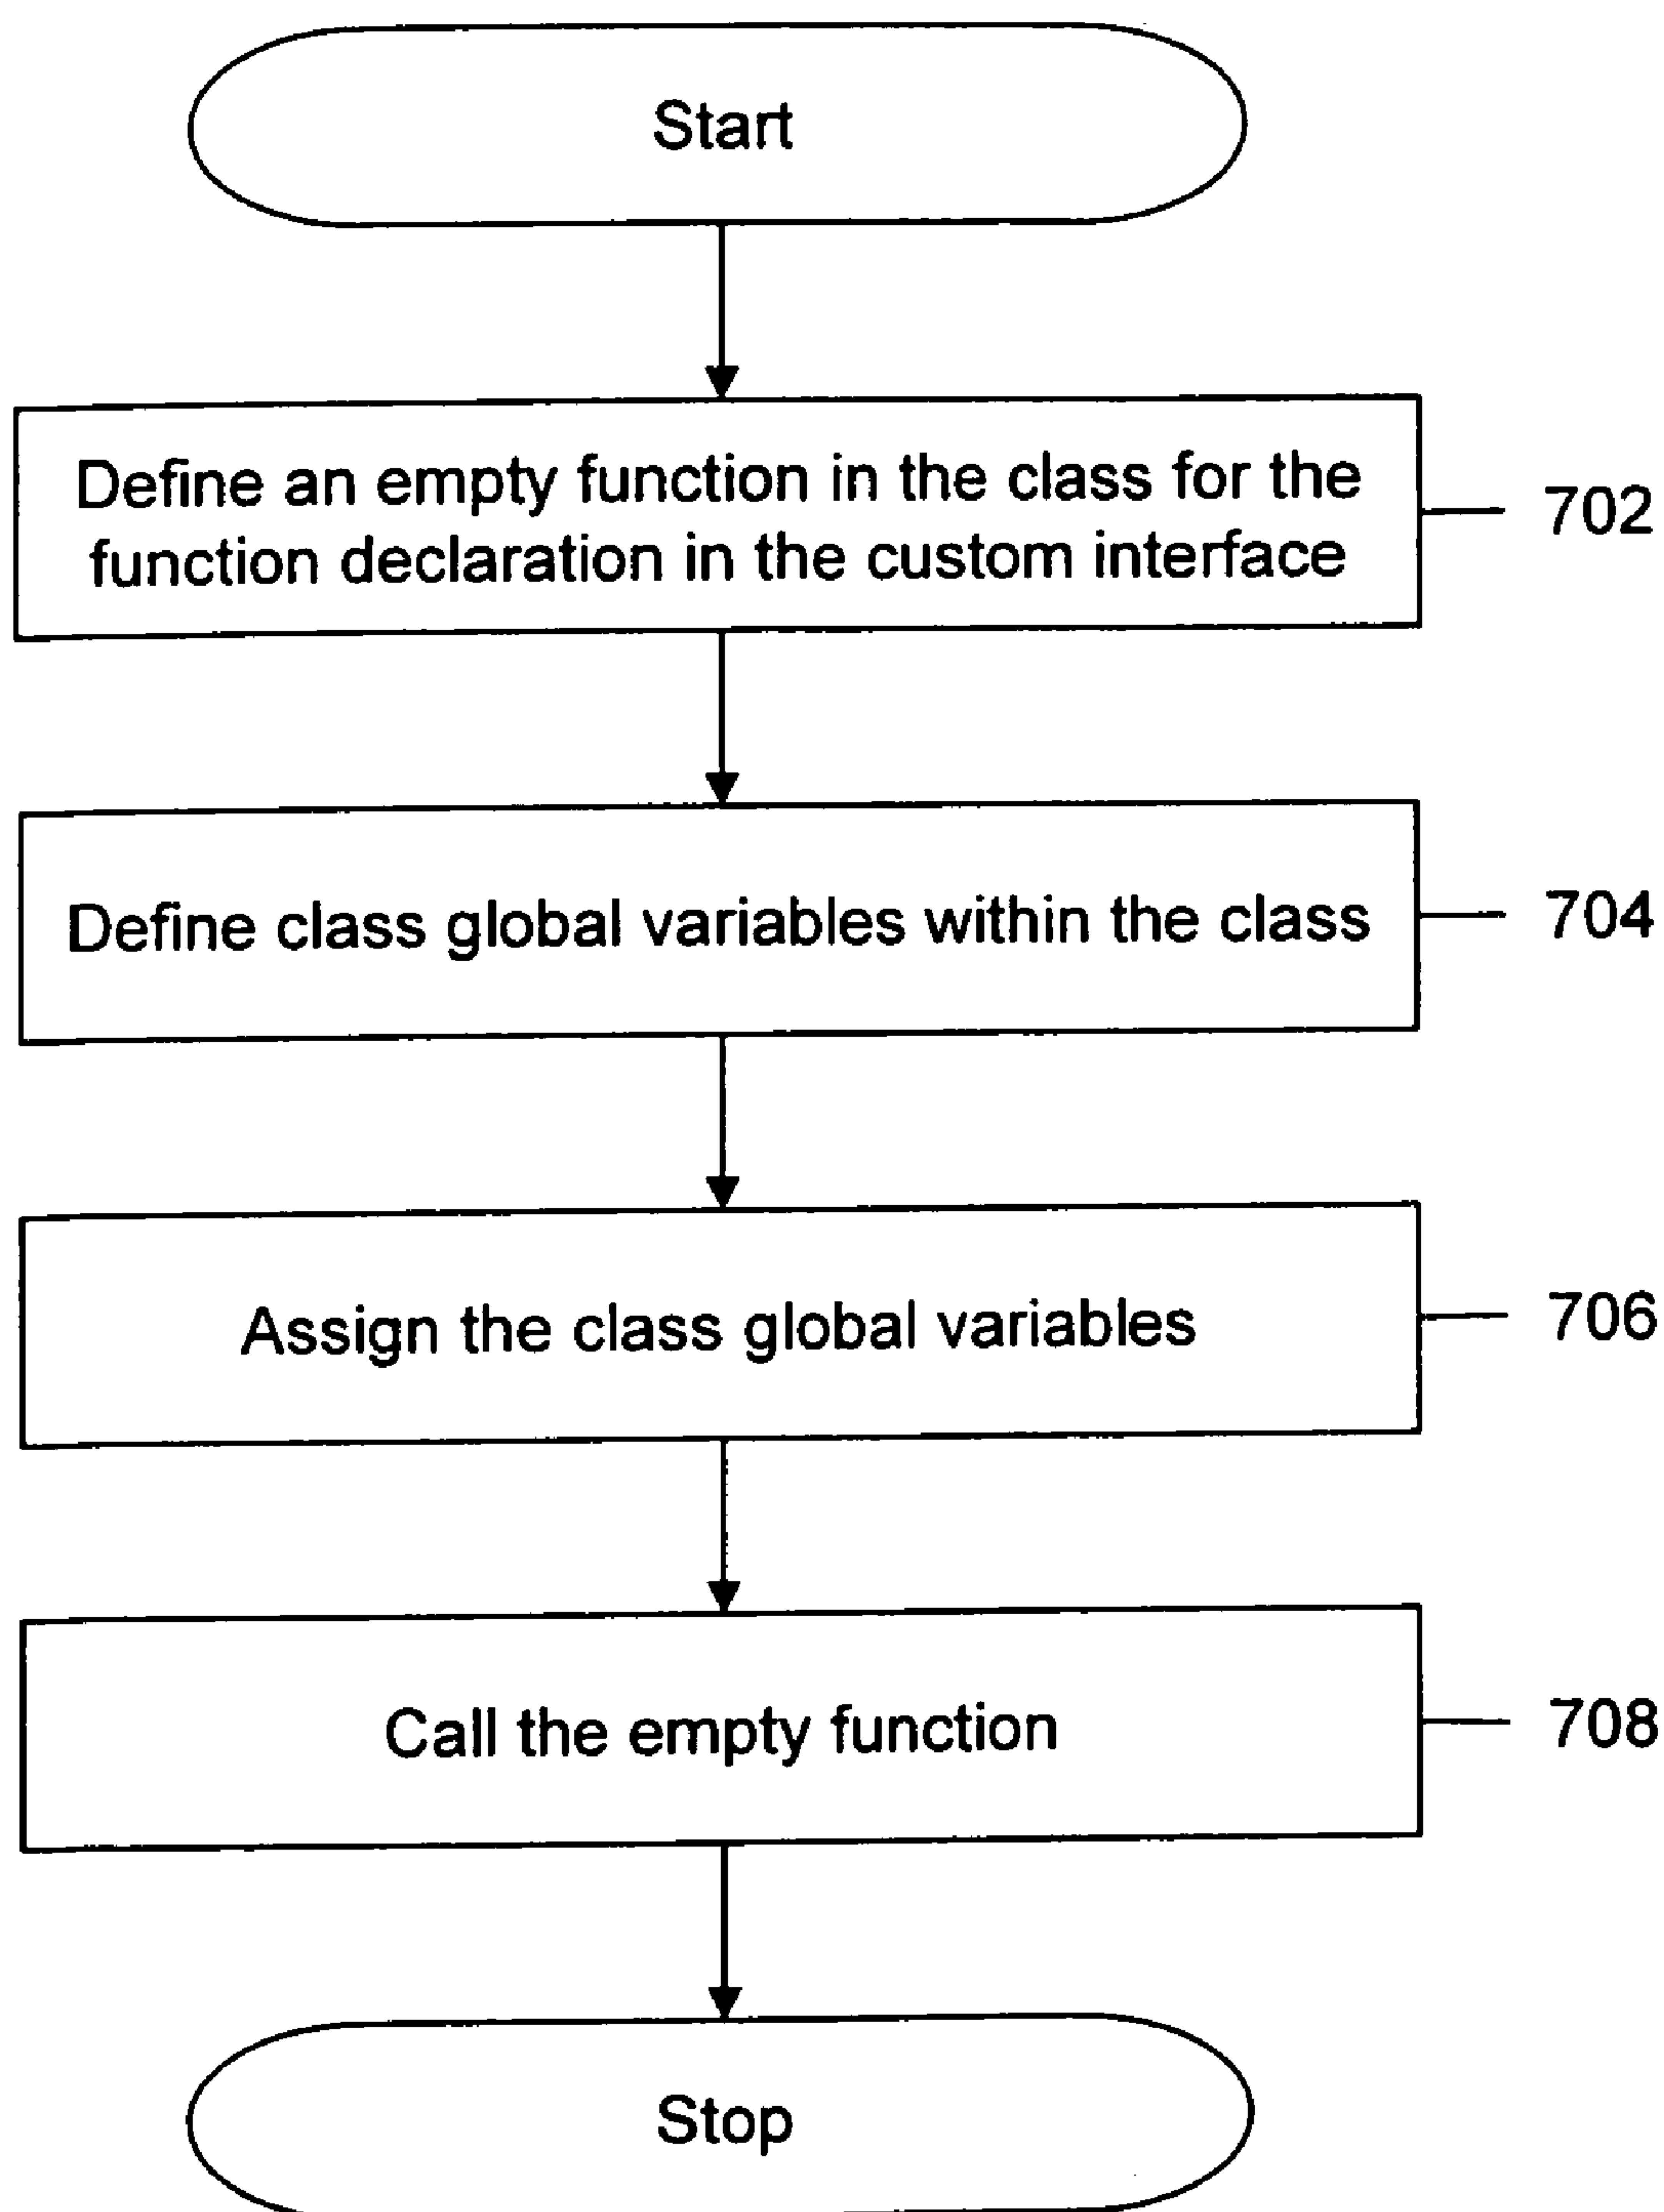 Start
Define an empty function in the class for the
function declaration in the custom interface
702
Define class global variables within the class
704
Assign the class global variables
706
Call the empty function
708
Stop